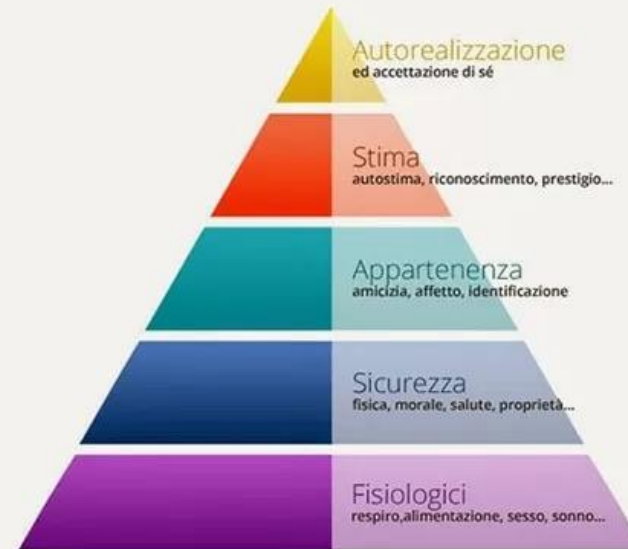 Autorealizzazione
ed accettazione di sé
Stima
autostima, riconoscimento, prestigio...
Appartenenza
amicizia, affetto, identificazione
Sicurezza
fisica, morale, salute, proprietà...
Fisiologici
respiro,alimentazione, sesso, sonno...